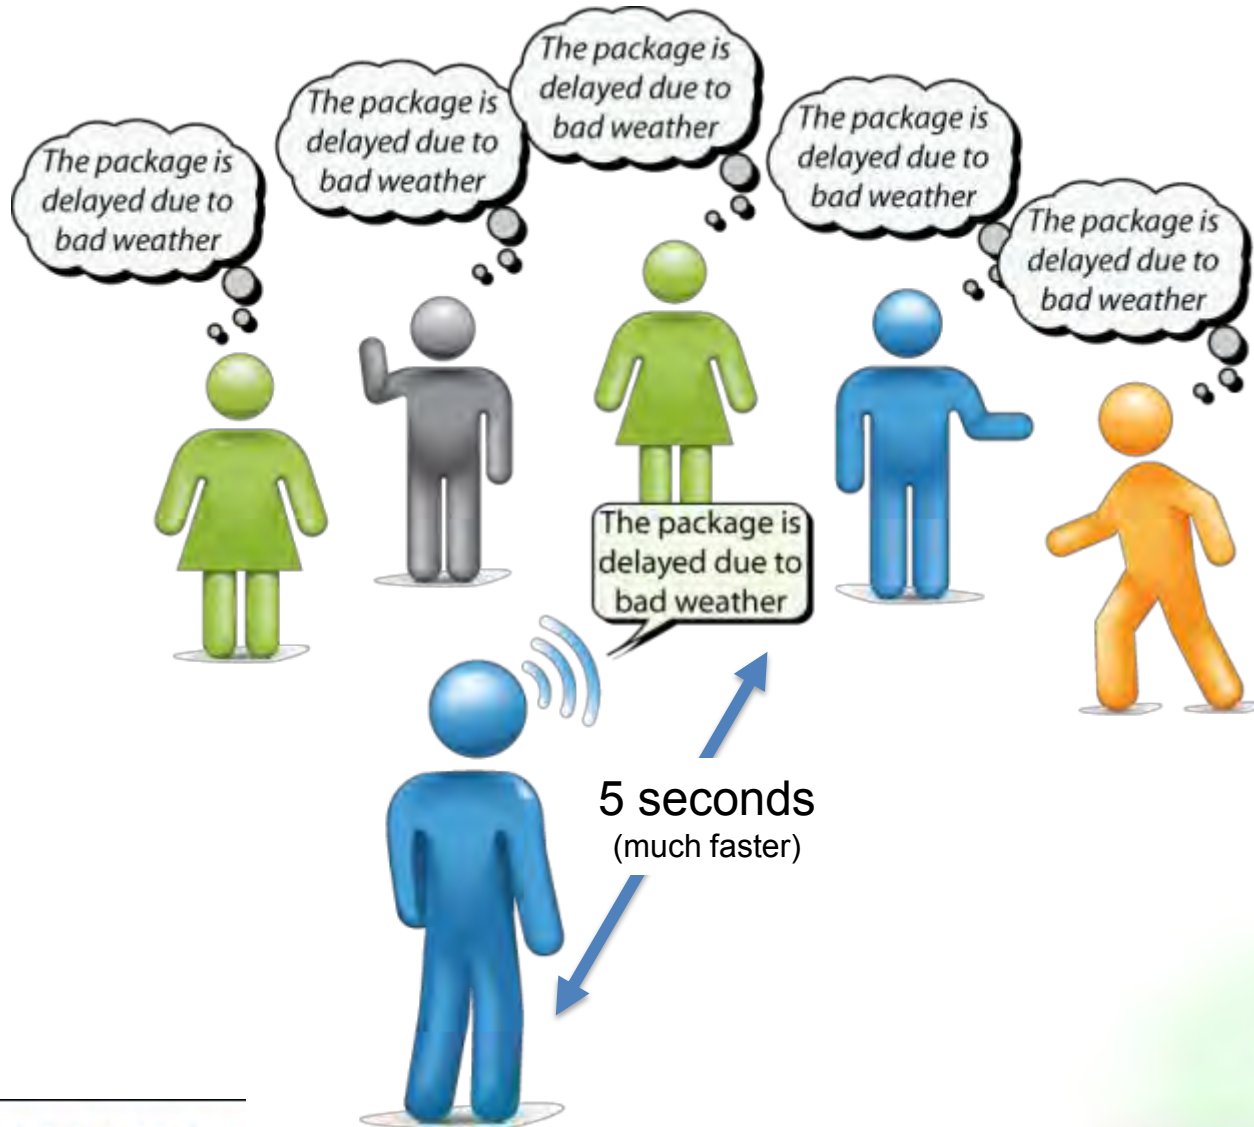 The package is
delayed due to
bad weather
The package is
delayed due to
bad weather
The package is
delayed due to
bad weather
The package is
delayed due to
bad weather
The package is
delayed due to
bad weather
The package is
delayed due to
bad weather
5 seconds
(much faster)